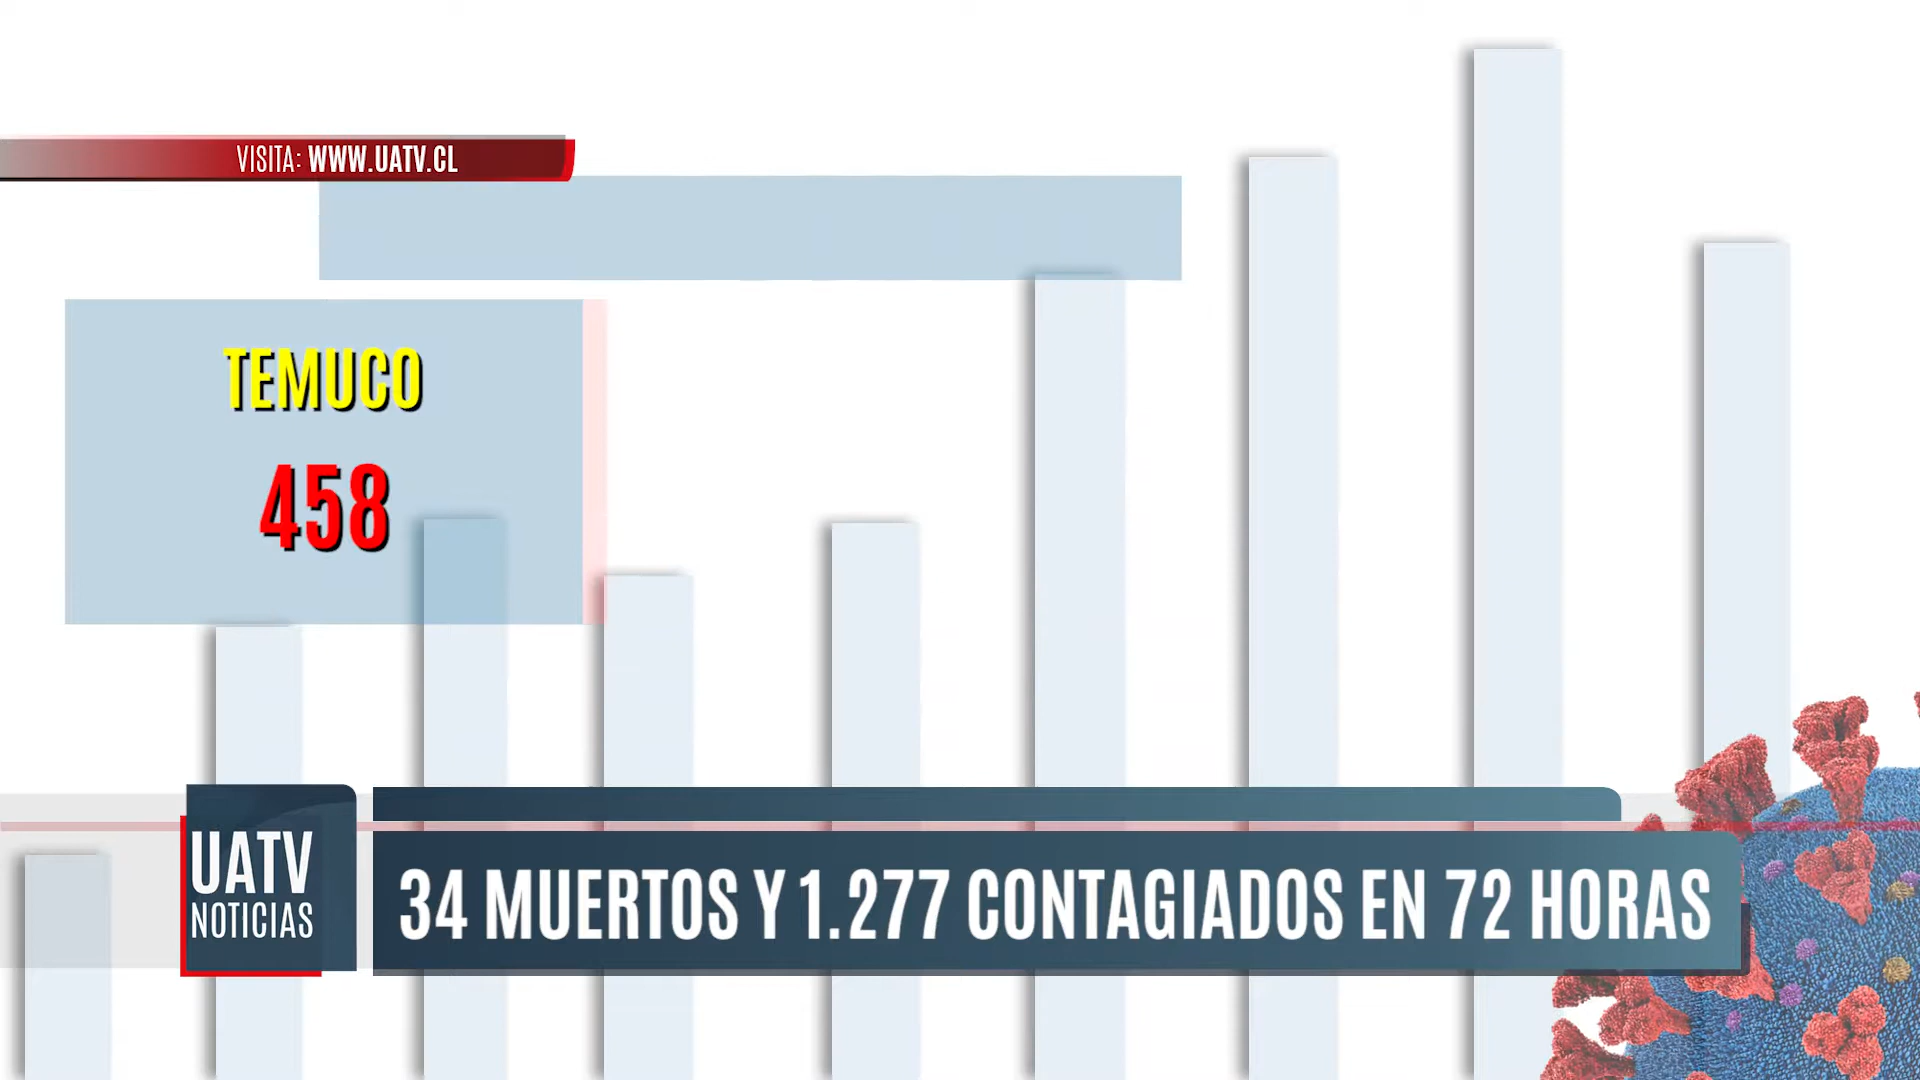 VISITA: WWW.UATV.CL
TEMUCO
458
UATV
NOTICIAS
34 MUERTOS Y 1.277 CONTAGIADOS EN 72 HORAS